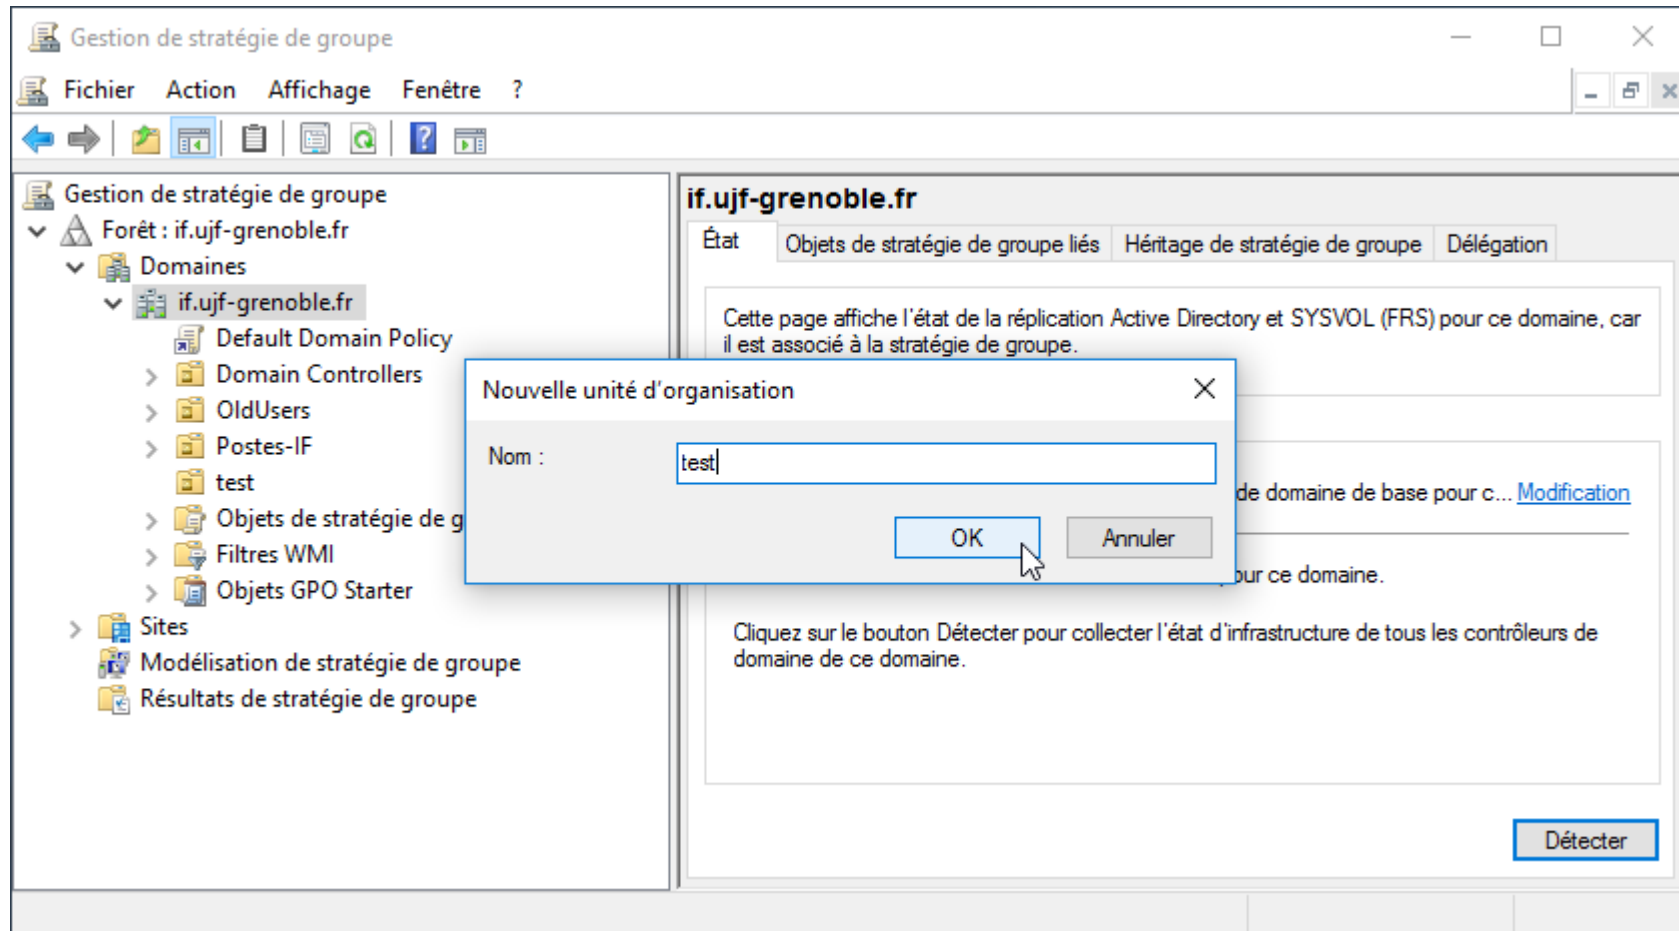 Gestion de stratégie de groupe
Fichier Action Affichage Fenêtre ?
Gestion de stratégie de groupe
Forêt : if.ujf-grenoble.fr
Domaines
if.ujf-grenoble.fr
Default Domain Policy
Domain Controllers
OldUsers
Postes-IF
test
Objets de stratégie de g
Filtres WMI
Objets GPO Starter
Sites
Modélisation de stratégie de groupe
Résultats de stratégie de groupe
if.ujf-grenoble.fr
État Objets de stratégie de groupe liés Héritage de stratégie de groupe Délégation
Cette page affiche l'état de la réplication Active Directory et SYSVOL (FRS) pour ce domaine, car
il est associé à la stratégie de groupe.
Nouvelle unité d'organisation
Nom :
test
OK Annuler
de domaine de base pour c... Modification
our ce domaine.
Cliquez sur le bouton Détecter pour collecter l'état d'infrastructure de tous les contrôleurs de
domaine de ce domaine.
Détecter